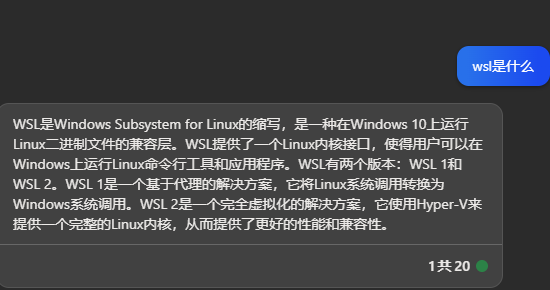 wsl是什么
WSL是Windows Subsystem for Linux的缩写，是一种在Windows 10上运行
Linux二进制文件的兼容层。WSL提供了一个Linux内核接口，使得用户可以在
Windows上运行Linux命令行工具和应用程序。WSL有两个版本：WSL 1和
WSL 2。WSL 1是一个基于代理的解决方案，它将Linux系统调用转换为
Windows系统调用。WSL 2是一个完全虚拟化的解决方案，它使用Hyper-V来
提供一个完整的Linux内核，从而提供了更好的性能和兼容性。
1 共 20